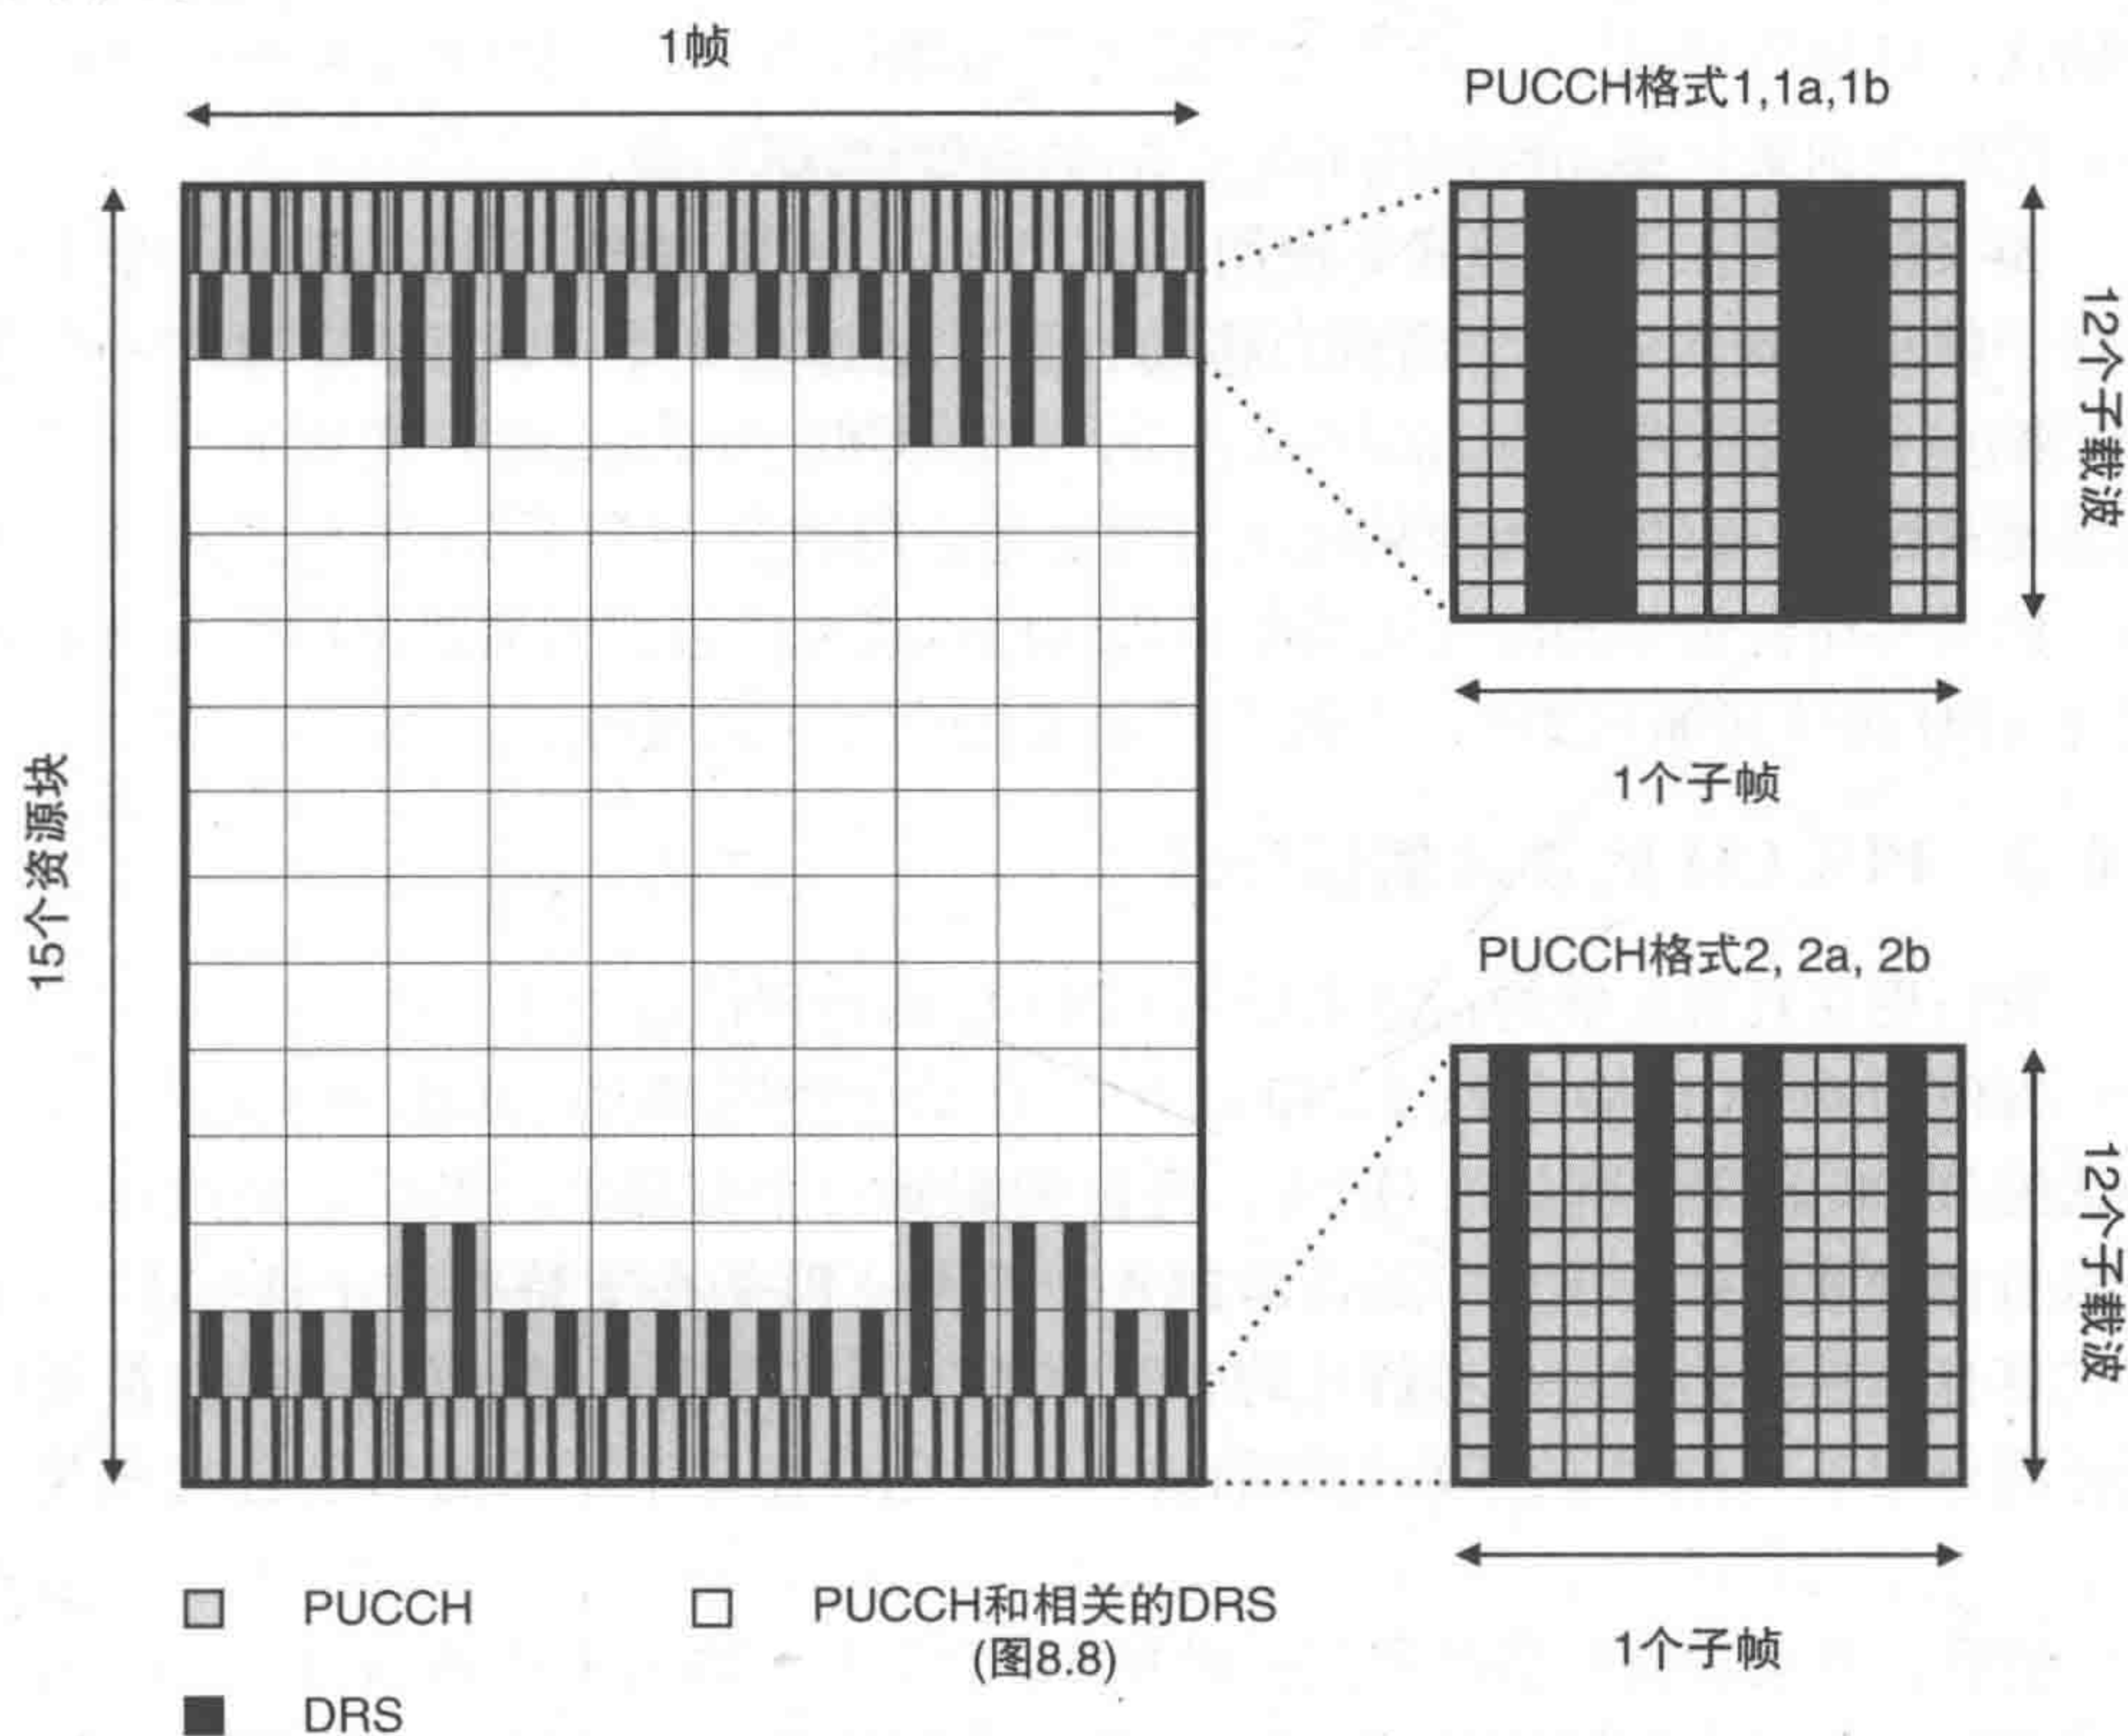 1帧
PUCCH格式1,1a,1b
15个资源块
12个子载波
1个子帧
PUCCH格式2, 2a, 2b
12个子载波
1个子帧
PUCCH
PUCCH和相关的DRS
(图8.8)
DRS